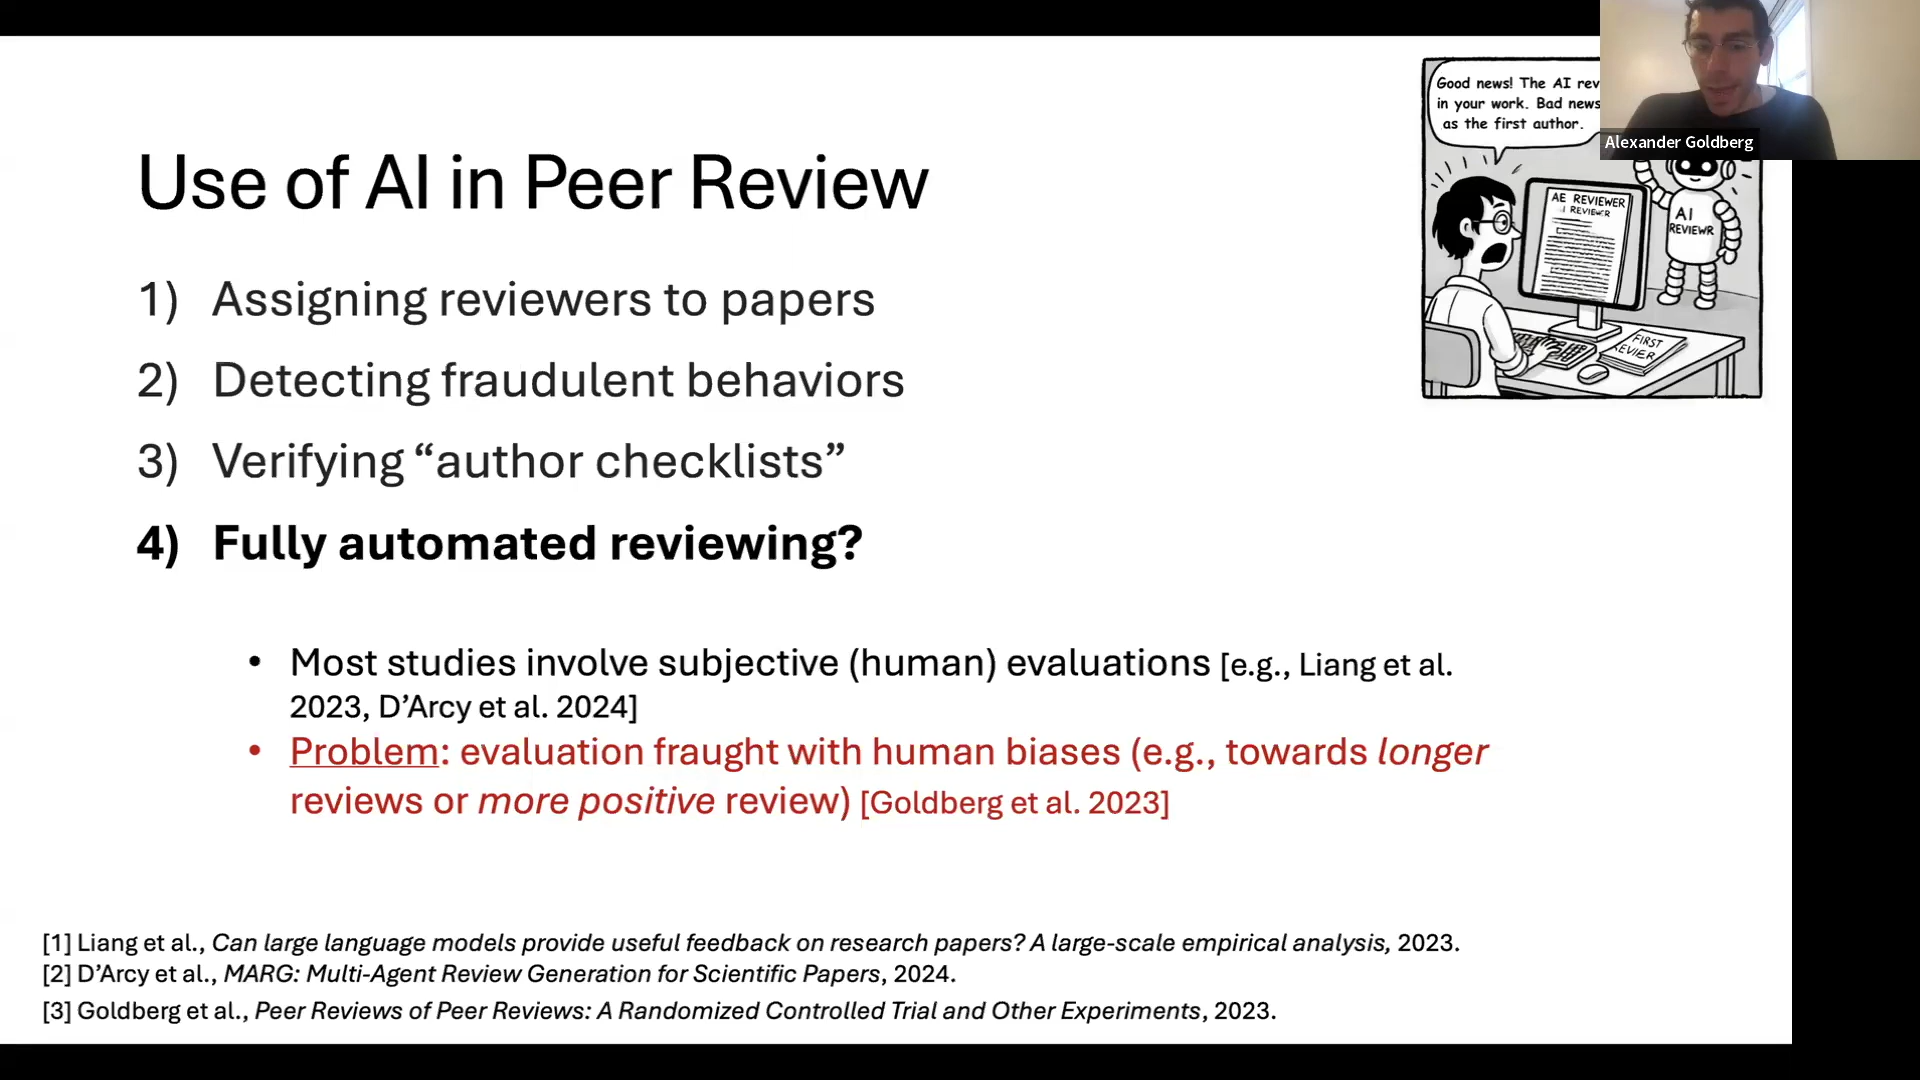 Good news! The AI rev
in your work. Bad news
as the first author.
Alexander Goldberg
Use of AI in Peer Review
AE REVIEWER
AI
REVIEWR
FIRST
1) Assigning reviewers to papers
2) Detecting fraudulent behaviors
3) Verifying “author checklists”
4) Fully automated reviewing?
• Most studies involve subjective (human) evaluations [e.g., Liang et al.
2023, D’Arcy et al. 2024]
• Problem: evaluation fraught with human biases (e.g., towards longer
reviews or more positive review) [Goldberg et al. 2023]
[1] Liang et al., Can large language models provide useful feedback on research papers? A large-scale empirical analysis, 2023.
[2] D’Arcy et al., MARG: Multi-Agent Review Generation for Scientific Papers, 2024.
[3] Goldberg et al., Peer Reviews of Peer Reviews: A Randomized Controlled Trial and Other Experiments, 2023.